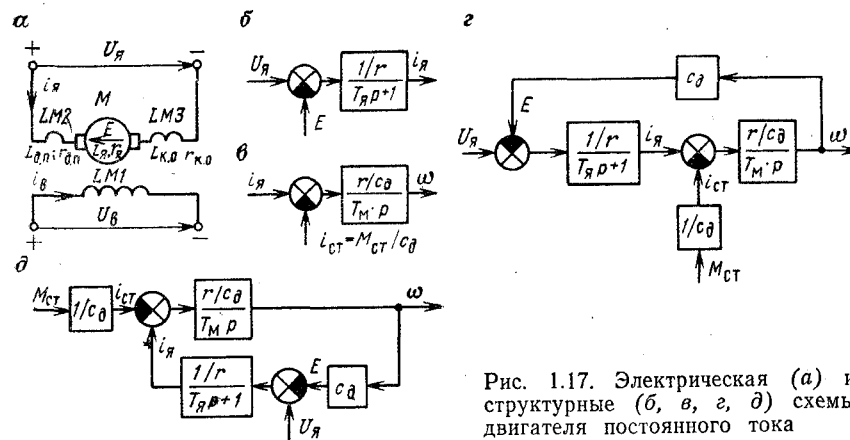 а
+ U_Я −
i_Я
М
LM2
LM3
E
L_Я, r_Я
L_д.п; r_д.п
L_к.о r_к.о
i_в
LM1
U_в
+ −
б
U_Я
1/r
T_Я p+1
i_Я
E
в
i_Я
r/c_д
T_М · p
ω
i_ст = M_ст/c_д
г
c_д
E
U_Я
1/r
T_Я p+1
i_Я
r/c_д
T_М · p
ω
i_ст
1/c_д
M_ст
д
M_ст
1/c_д
i_ст
r/c_д
T_М p
ω
i_Я
1/r
T_Я p+1
E
c_д
U_Я
Рис. 1.17. Электрическая (а) и
структурные (б, в, г, д) схемы
двигателя постоянного тока